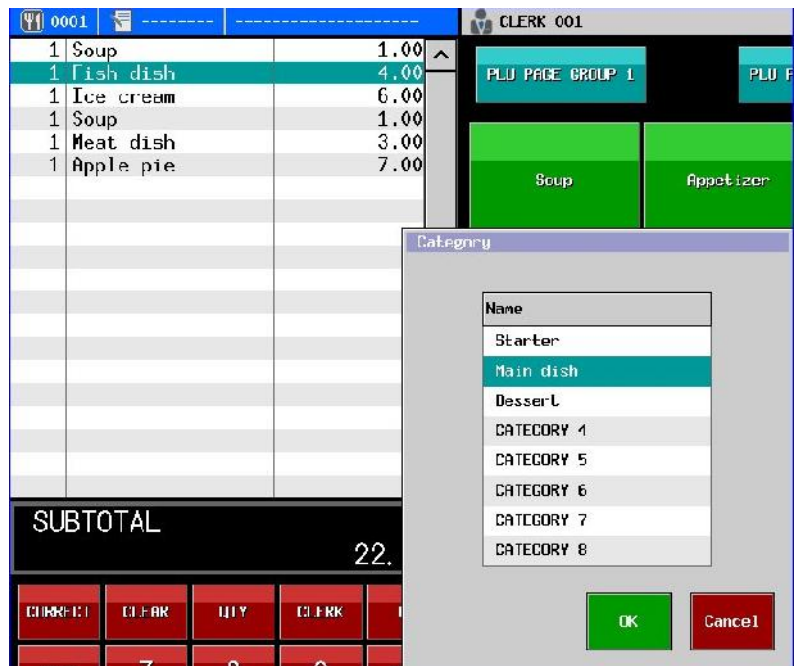 0001 -------- -------------------
CLERK 001
1 Soup 1.00
1 Fish dish 4.00
1 Ice cream 6.00
1 Soup 1.00
1 Meat dish 3.00
1 Apple pie 7.00
PLU PAGE GROUP 1
PLU
Soup
Appetizer
Category
Name
Starter
Main dish
Dessert
CATEGORY 4
CATEGORY 5
CATEGORY 6
CATEGORY 7
CATEGORY 8
OK
Cancel
SUBTOTAL
22.
CORRECT CLEAR QTY CLERK
7